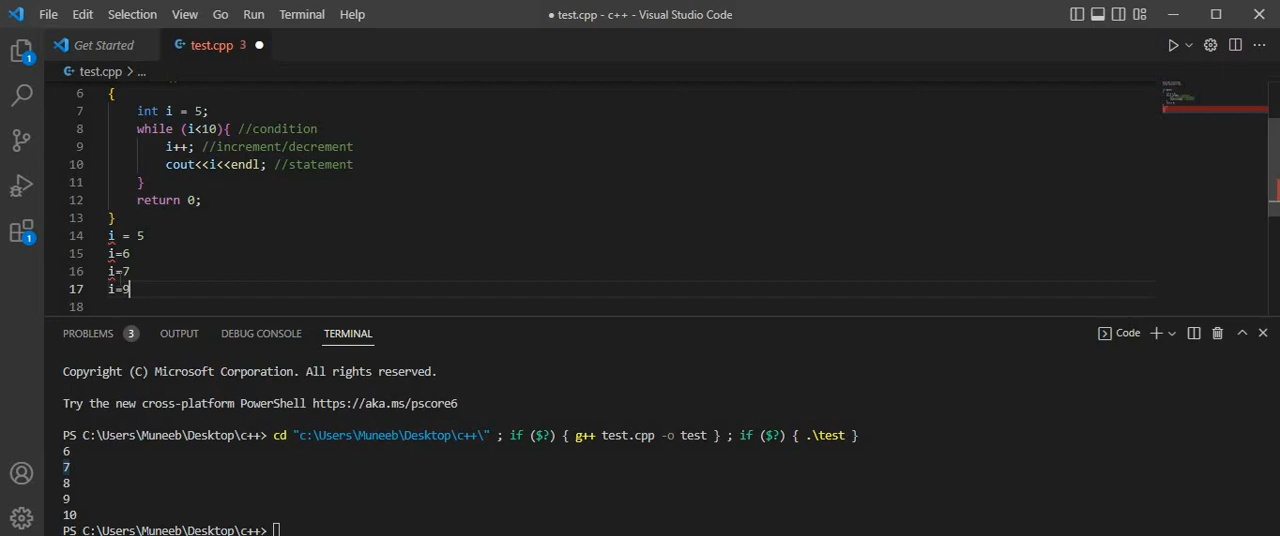 File Edit Selection View Go Run Terminal Help
● test.cpp - c++ - Visual Studio Code
Get Started
test.cpp 3 ●
test.cpp > ...
6 {
7 int i = 5;
8 while (i<10){ //condition
9 i++; //increment/decrement
10 cout<<i<<endl; //statement
11 }
12 return 0;
13 }
14 i = 5
15 i=6
16 i=7
17 i=9
18
1
1
PROBLEMS 3 OUTPUT DEBUG CONSOLE TERMINAL
Code
Copyright (C) Microsoft Corporation. All rights reserved.
Try the new cross-platform PowerShell https://aka.ms/pscore6
PS C:\Users\Muneeb\Desktop\c++> cd "c:\Users\Muneeb\Desktop\c++\" ; if ($?) { g++ test.cpp -o test } ; if ($?) { .\test }
6
7
8
9
10
PS C:\Users\Muneeb\Desktop\c++>